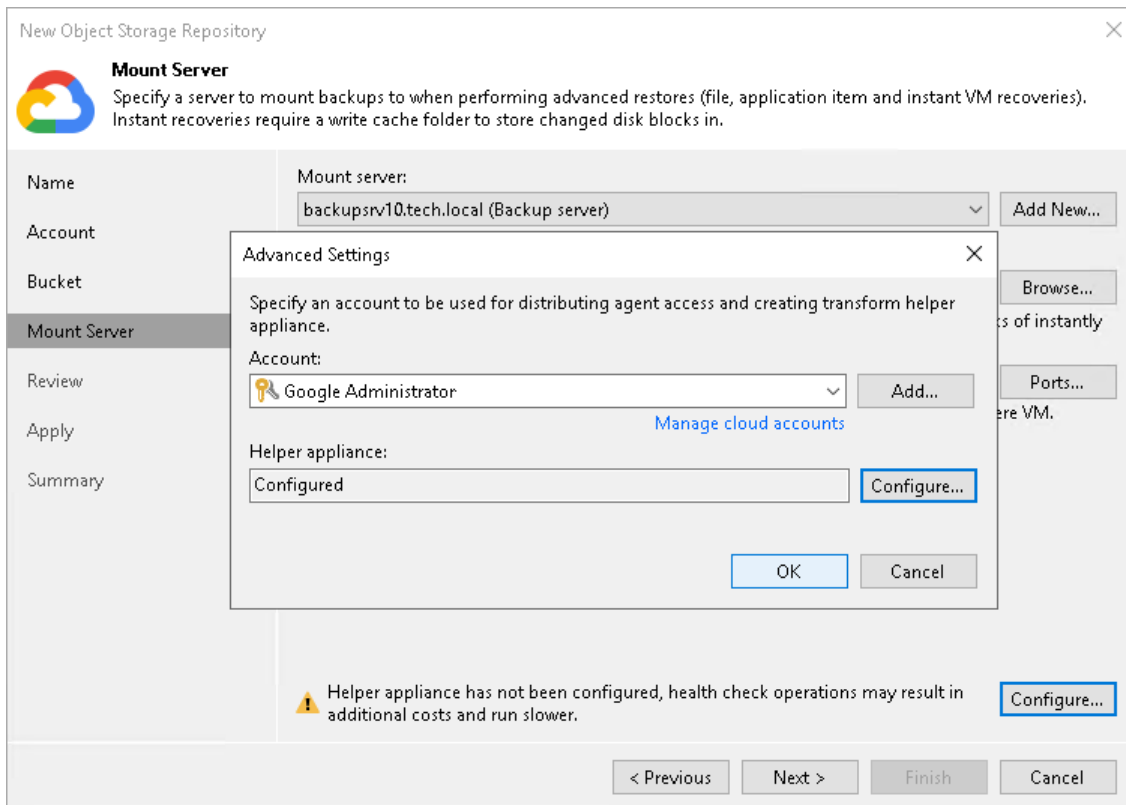 New Object Storage Repository
Mount Server
Specify a server to mount backups to when performing advanced restores (file, application item and instant VM recoveries).
Instant recoveries require a write cache folder to store changed disk blocks in.
Name
Account
Bucket
Mount Server
Review
Apply
Summary
Mount server:
backupsrv10.tech.local (Backup server)
Add New...
Browse...
of instantly
Ports...
VM.
Advanced Settings
Specify an account to be used for distributing agent access and creating transform helper
appliance.
Account:
Google Administrator
Add...
Manage cloud accounts
Helper appliance:
Configured
Configure...
OK
Cancel
Helper appliance has not been configured, health check operations may result in
additional costs and run slower.
Configure...
< Previous
Next >
Finish
Cancel